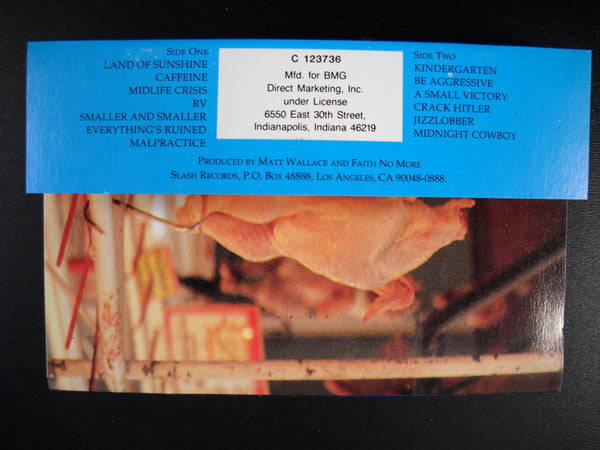 SIDE ONE
LAND OF SUNSHINE
CAFFEINE
MIDLIFE CRISIS
RV
SMALLER AND SMALLER
EVERYTHING'S RUINED
MALPRACTICE
C 123736
Mfd. for BMG
Direct Marketing, Inc.
under License
6550 East 30th Street,
Indianapolis, Indiana 46219
SIDE TWO
KINDERGARTEN
BE AGGRESSIVE
A SMALL VICTORY
CRACK HITLER
JIZZLOBBER
MIDNIGHT COWBOY
PRODUCED BY MATT WALLACE AND FAITH NO MORE
SLASH RECORDS, P.O. BOX 48888, LOS ANGELES, CA 90048-0888.